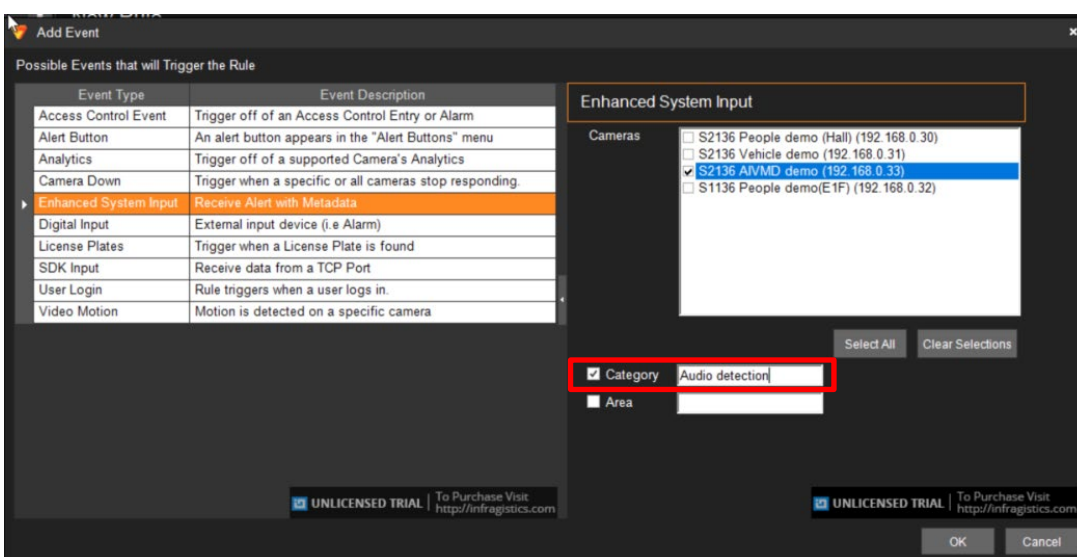 Add Event
Possible Events that will Trigger the Rule
Event Type Event Description
Access Control Event Trigger off of an Access Control Entry or Alarm
Alert Button An alert button appears in the "Alert Buttons" menu
Analytics Trigger off of a supported Camera's Analytics
Camera Down Trigger when a specific or all cameras stop responding.
Enhanced System Input Receive Alert with Metadata
Digital Input External input device (i.e Alarm)
License Plates Trigger when a License Plate is found
SDK Input Receive data from a TCP Port
User Login Rule triggers when a user logs in.
Video Motion Motion is detected on a specific camera
UNLICENSED TRIAL To Purchase Visit
http://infragistics.com
Enhanced System Input
Cameras
S2136 People demo (Hall) (192.168.0.30)
S2136 Vehicle demo (192.168.0.31)
S2136 AIVMD demo (192.168.0.33)
S1136 People demo(E1F) (192.168.0.32)
Select All Clear Selections
Category Audio detection
Area
UNLICENSED TRIAL To Purchase Visit
http://infragistics.com
OK Cancel